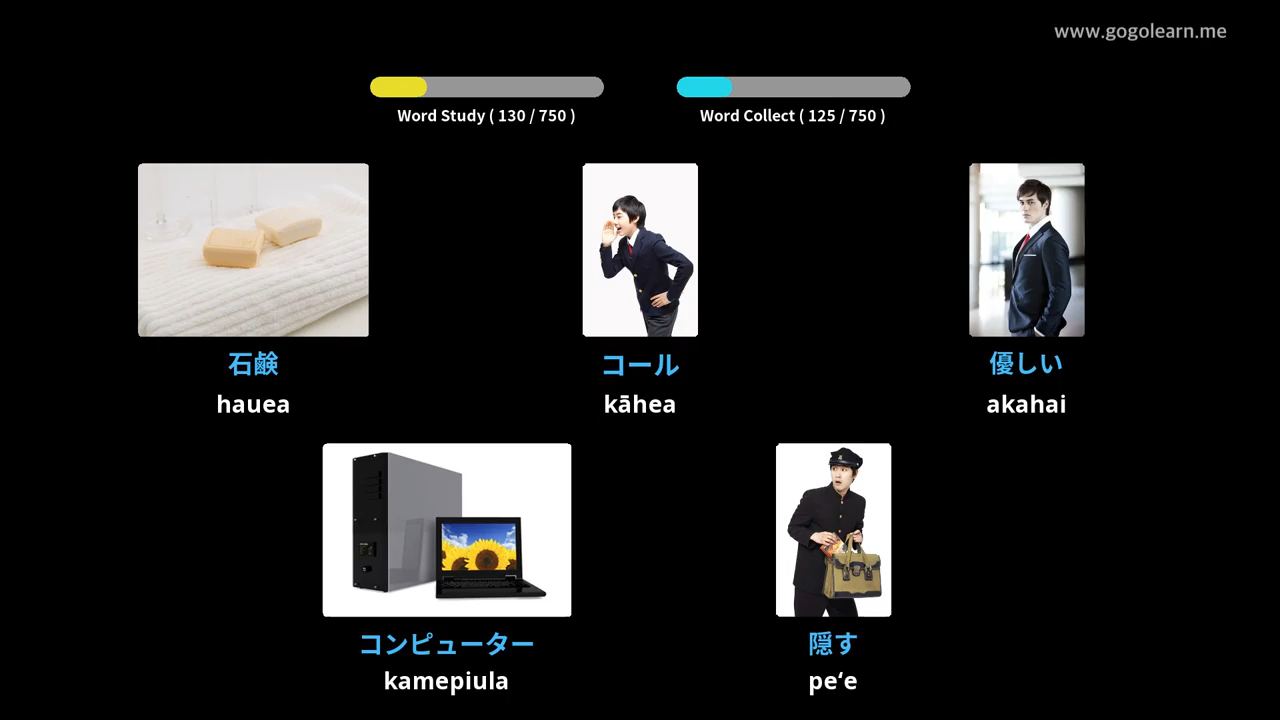 www.gogolearn.me
Word Study ( 130 / 750 )
Word Collect ( 125 / 750 )
石鹸
hauea
コール
kāhea
優しい
akahai
コンピューター
kamepiula
隠す
peʻe